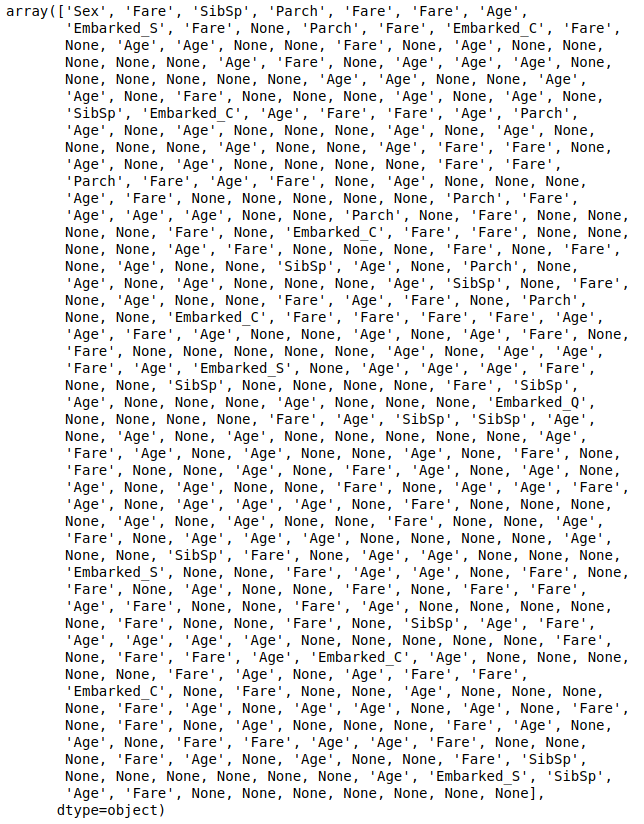 array(['Sex', 'Fare', 'SibSp', 'Parch', 'Fare', 'Fare', 'Age',
'Embarked_S', 'Fare', None, 'Parch', 'Fare', 'Embarked_C', 'Fare',
None, 'Age', 'Age', None, None, 'Fare', None, 'Age', None, None,
None, None, None, 'Age', 'Fare', None, 'Age', 'Age', 'Age', None,
None, None, None, None, None, 'Age', 'Age', None, None, 'Age',
'Age', None, 'Fare', None, None, None, 'Age', None, 'Age', None,
'SibSp', 'Embarked_C', 'Age', 'Fare', 'Fare', 'Age', 'Parch',
'Age', None, 'Age', None, None, None, 'Age', None, 'Age', None,
None, None, None, 'Age', None, None, 'Age', 'Fare', 'Fare', None,
'Age', None, 'Age', None, None, None, None, 'Fare', 'Fare',
'Parch', 'Fare', 'Age', 'Fare', None, 'Age', None, None, None,
'Age', 'Fare', None, None, None, None, None, 'Parch', 'Fare',
'Age', 'Age', 'Age', None, None, 'Parch', None, 'Fare', None, None,
None, None, 'Fare', None, 'Embarked_C', 'Fare', 'Fare', None, None,
None, None, 'Age', 'Fare', None, None, None, 'Fare', None, 'Fare',
None, 'Age', None, None, 'SibSp', 'Age', None, 'Parch', None,
'Age', None, 'Age', None, None, None, 'Age', 'SibSp', None, 'Fare',
None, 'Age', None, None, 'Fare', 'Age', 'Fare', None, 'Parch',
None, None, 'Embarked_C', 'Fare', 'Fare', 'Fare', 'Fare', 'Age',
'Age', 'Fare', 'Age', None, None, 'Age', None, 'Age', 'Fare', None,
'Fare', None, None, None, None, None, 'Age', None, 'Age', 'Age',
'Fare', 'Age', 'Embarked_S', None, 'Age', 'Age', 'Age', 'Fare',
None, None, 'SibSp', None, None, None, None, 'Fare', 'SibSp',
'Age', None, None, None, 'Age', None, None, None, 'Embarked_Q',
None, None, None, None, 'Fare', 'Age', 'SibSp', 'SibSp', 'Age',
None, 'Age', None, 'Age', None, None, None, None, None, 'Age',
'Fare', 'Age', None, 'Age', None, None, 'Age', None, 'Fare', None,
'Fare', None, None, 'Age', None, 'Fare', 'Age', None, 'Age', None,
'Age', None, 'Age', None, None, 'Fare', None, 'Age', 'Age', 'Fare',
'Age', None, 'Age', 'Age', 'Age', None, 'Fare', None, None, None,
None, 'Age', None, 'Age', None, None, 'Fare', None, None, 'Age',
'Fare', None, 'Age', 'Age', 'Age', None, None, None, None, 'Age',
None, None, 'SibSp', 'Fare', None, 'Age', 'Age', None, None, None,
'Embarked_S', None, None, 'Fare', 'Age', 'Age', None, 'Fare', None,
'Fare', None, 'Age', None, None, 'Fare', None, 'Fare', 'Fare',
'Age', 'Fare', None, None, 'Fare', 'Age', None, None, None, None,
None, 'Fare', None, None, 'Fare', None, 'SibSp', 'Age', 'Fare',
'Age', 'Age', 'Age', 'Age', None, None, None, None, None, 'Fare',
None, 'Fare', 'Fare', 'Age', 'Embarked_C', 'Age', None, None, None,
None, None, 'Fare', 'Age', None, 'Age', 'Fare', 'Fare',
'Embarked_C', None, 'Fare', None, None, 'Age', None, None, None,
None, 'Fare', 'Age', None, 'Age', 'Age', None, 'Age', None, 'Fare',
None, 'Fare', None, 'Age', None, None, None, 'Fare', 'Age', None,
'Age', None, 'Fare', 'Fare', 'Age', 'Age', 'Fare', None, None,
None, 'Fare', 'Age', None, 'Age', None, None, 'Fare', 'SibSp',
None, None, None, None, None, None, 'Age', 'Embarked_S', 'SibSp',
'Age', 'Fare', None, None, None, None, None, None, None],
dtype=object)